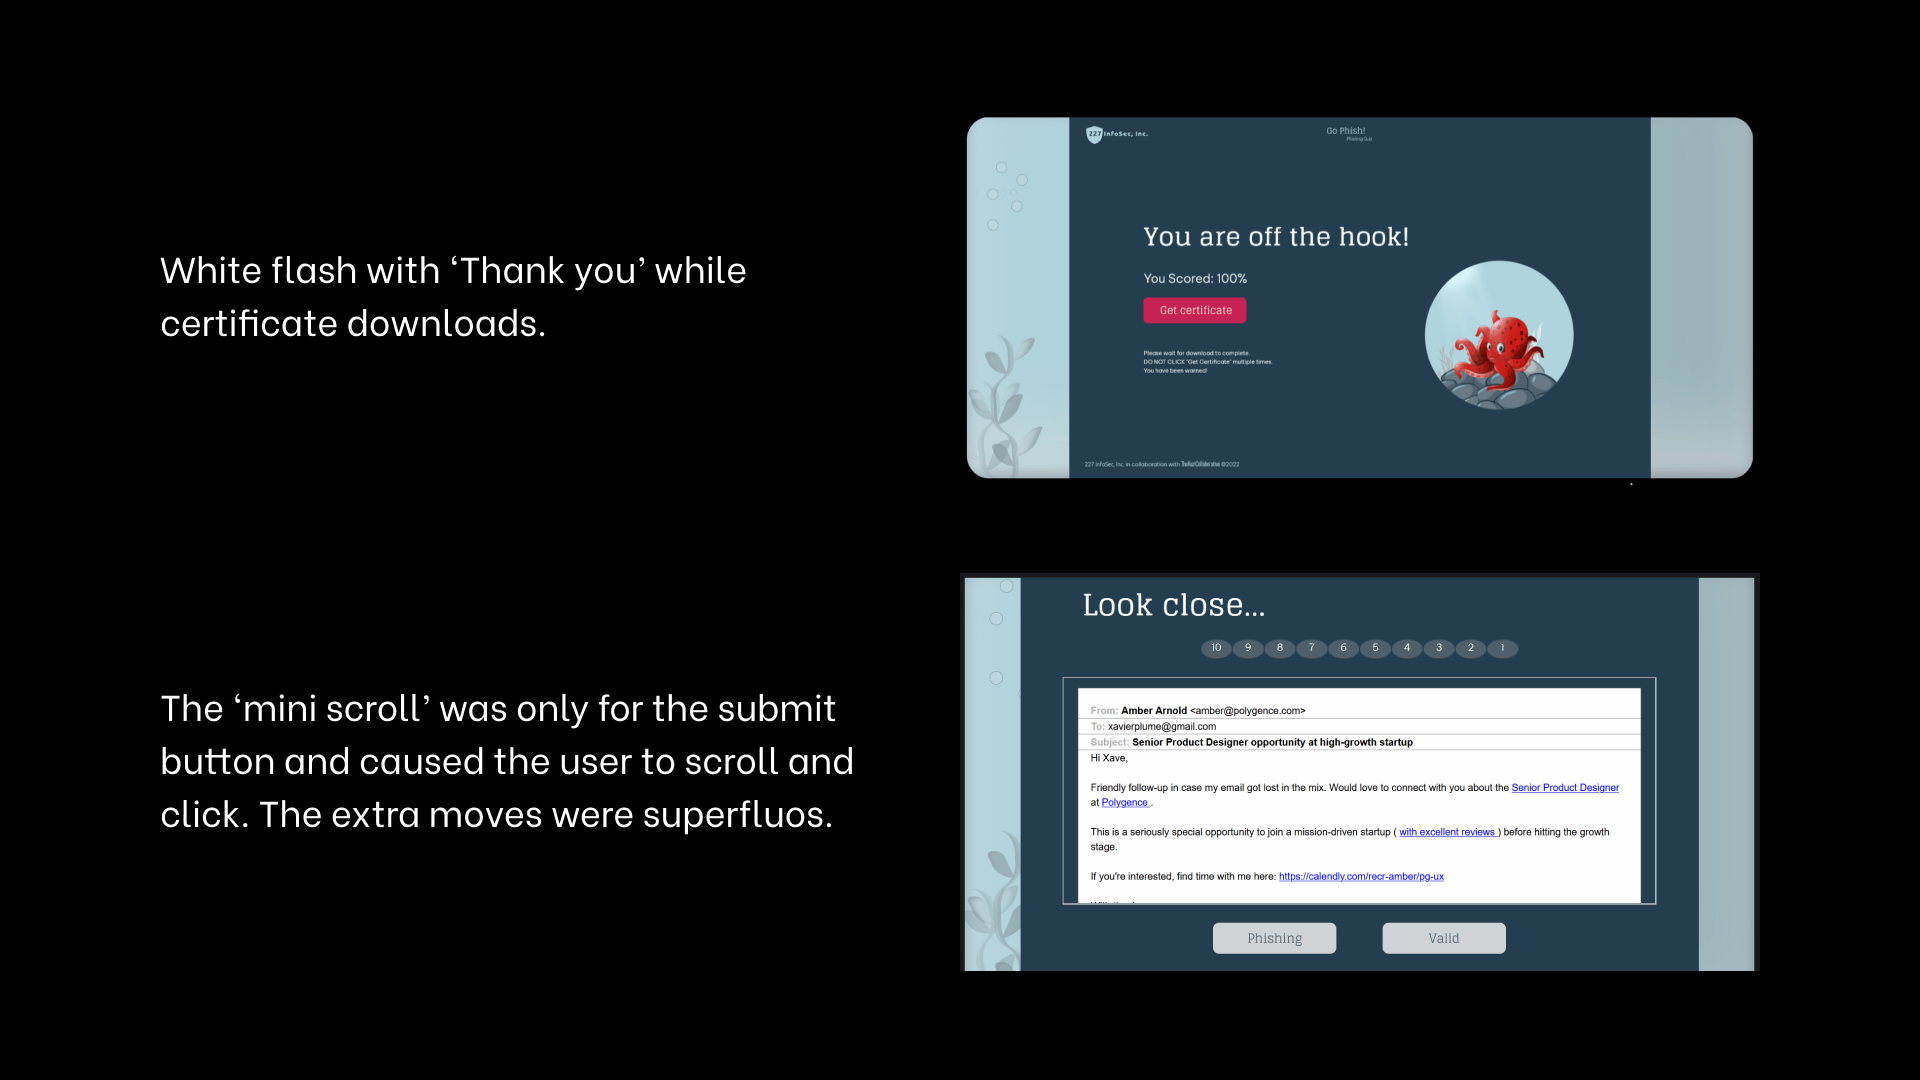 White flash with ‘Thank you’ while
certificate downloads.
227 InfoSec, Inc.
Go Phish!
Phishing Quiz
You are off the hook!
You Scored: 100%
Get certificate
Please wait for download to complete.
DO NOT CLICK "Get Certificate" multiple times.
You have been warned!
227 InfoSec, Inc. in collaboration with ©2022
The ‘mini scroll’ was only for the submit
button and caused the user to scroll and
click. The extra moves were superfluos.
Look close...
10 9 8 7 6 5 4 3 2 1
From: Amber Arnold <amber@polygence.com>
To: xavierplume@gmail.com
Subject: Senior Product Designer opportunity at high-growth startup
Hi Xave,
Friendly follow-up in case my email got lost in the mix. Would love to connect with you about the Senior Product Designer
at Polygence .
This is a seriously special opportunity to join a mission-driven startup ( with excellent reviews ) before hitting the growth
stage.
If you're interested, find time with me here: https://calendly.com/recr-amber/pg-ux
Phishing
Valid